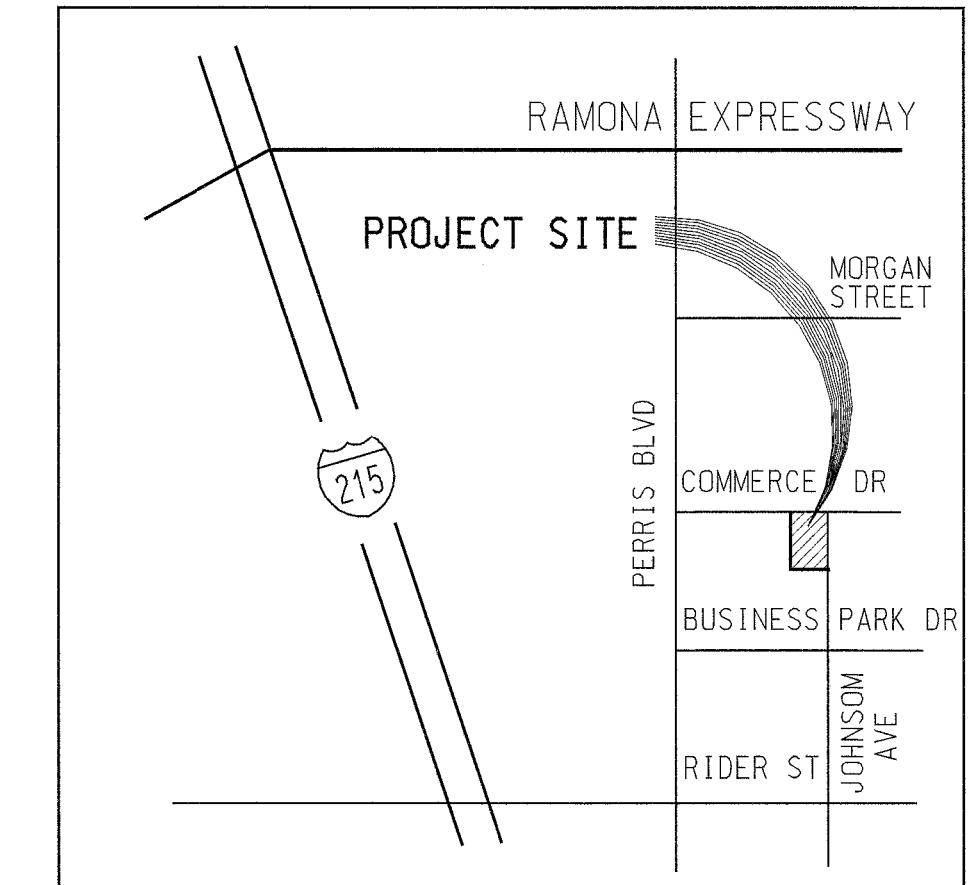 RAMONA EXPRESSWAY
PROJECT SITE
MORGAN
STREET
PERRIS BLVD
215
COMMERCE DR
BUSINESS PARK DR
JOHNSOM
AVE
RIDER ST